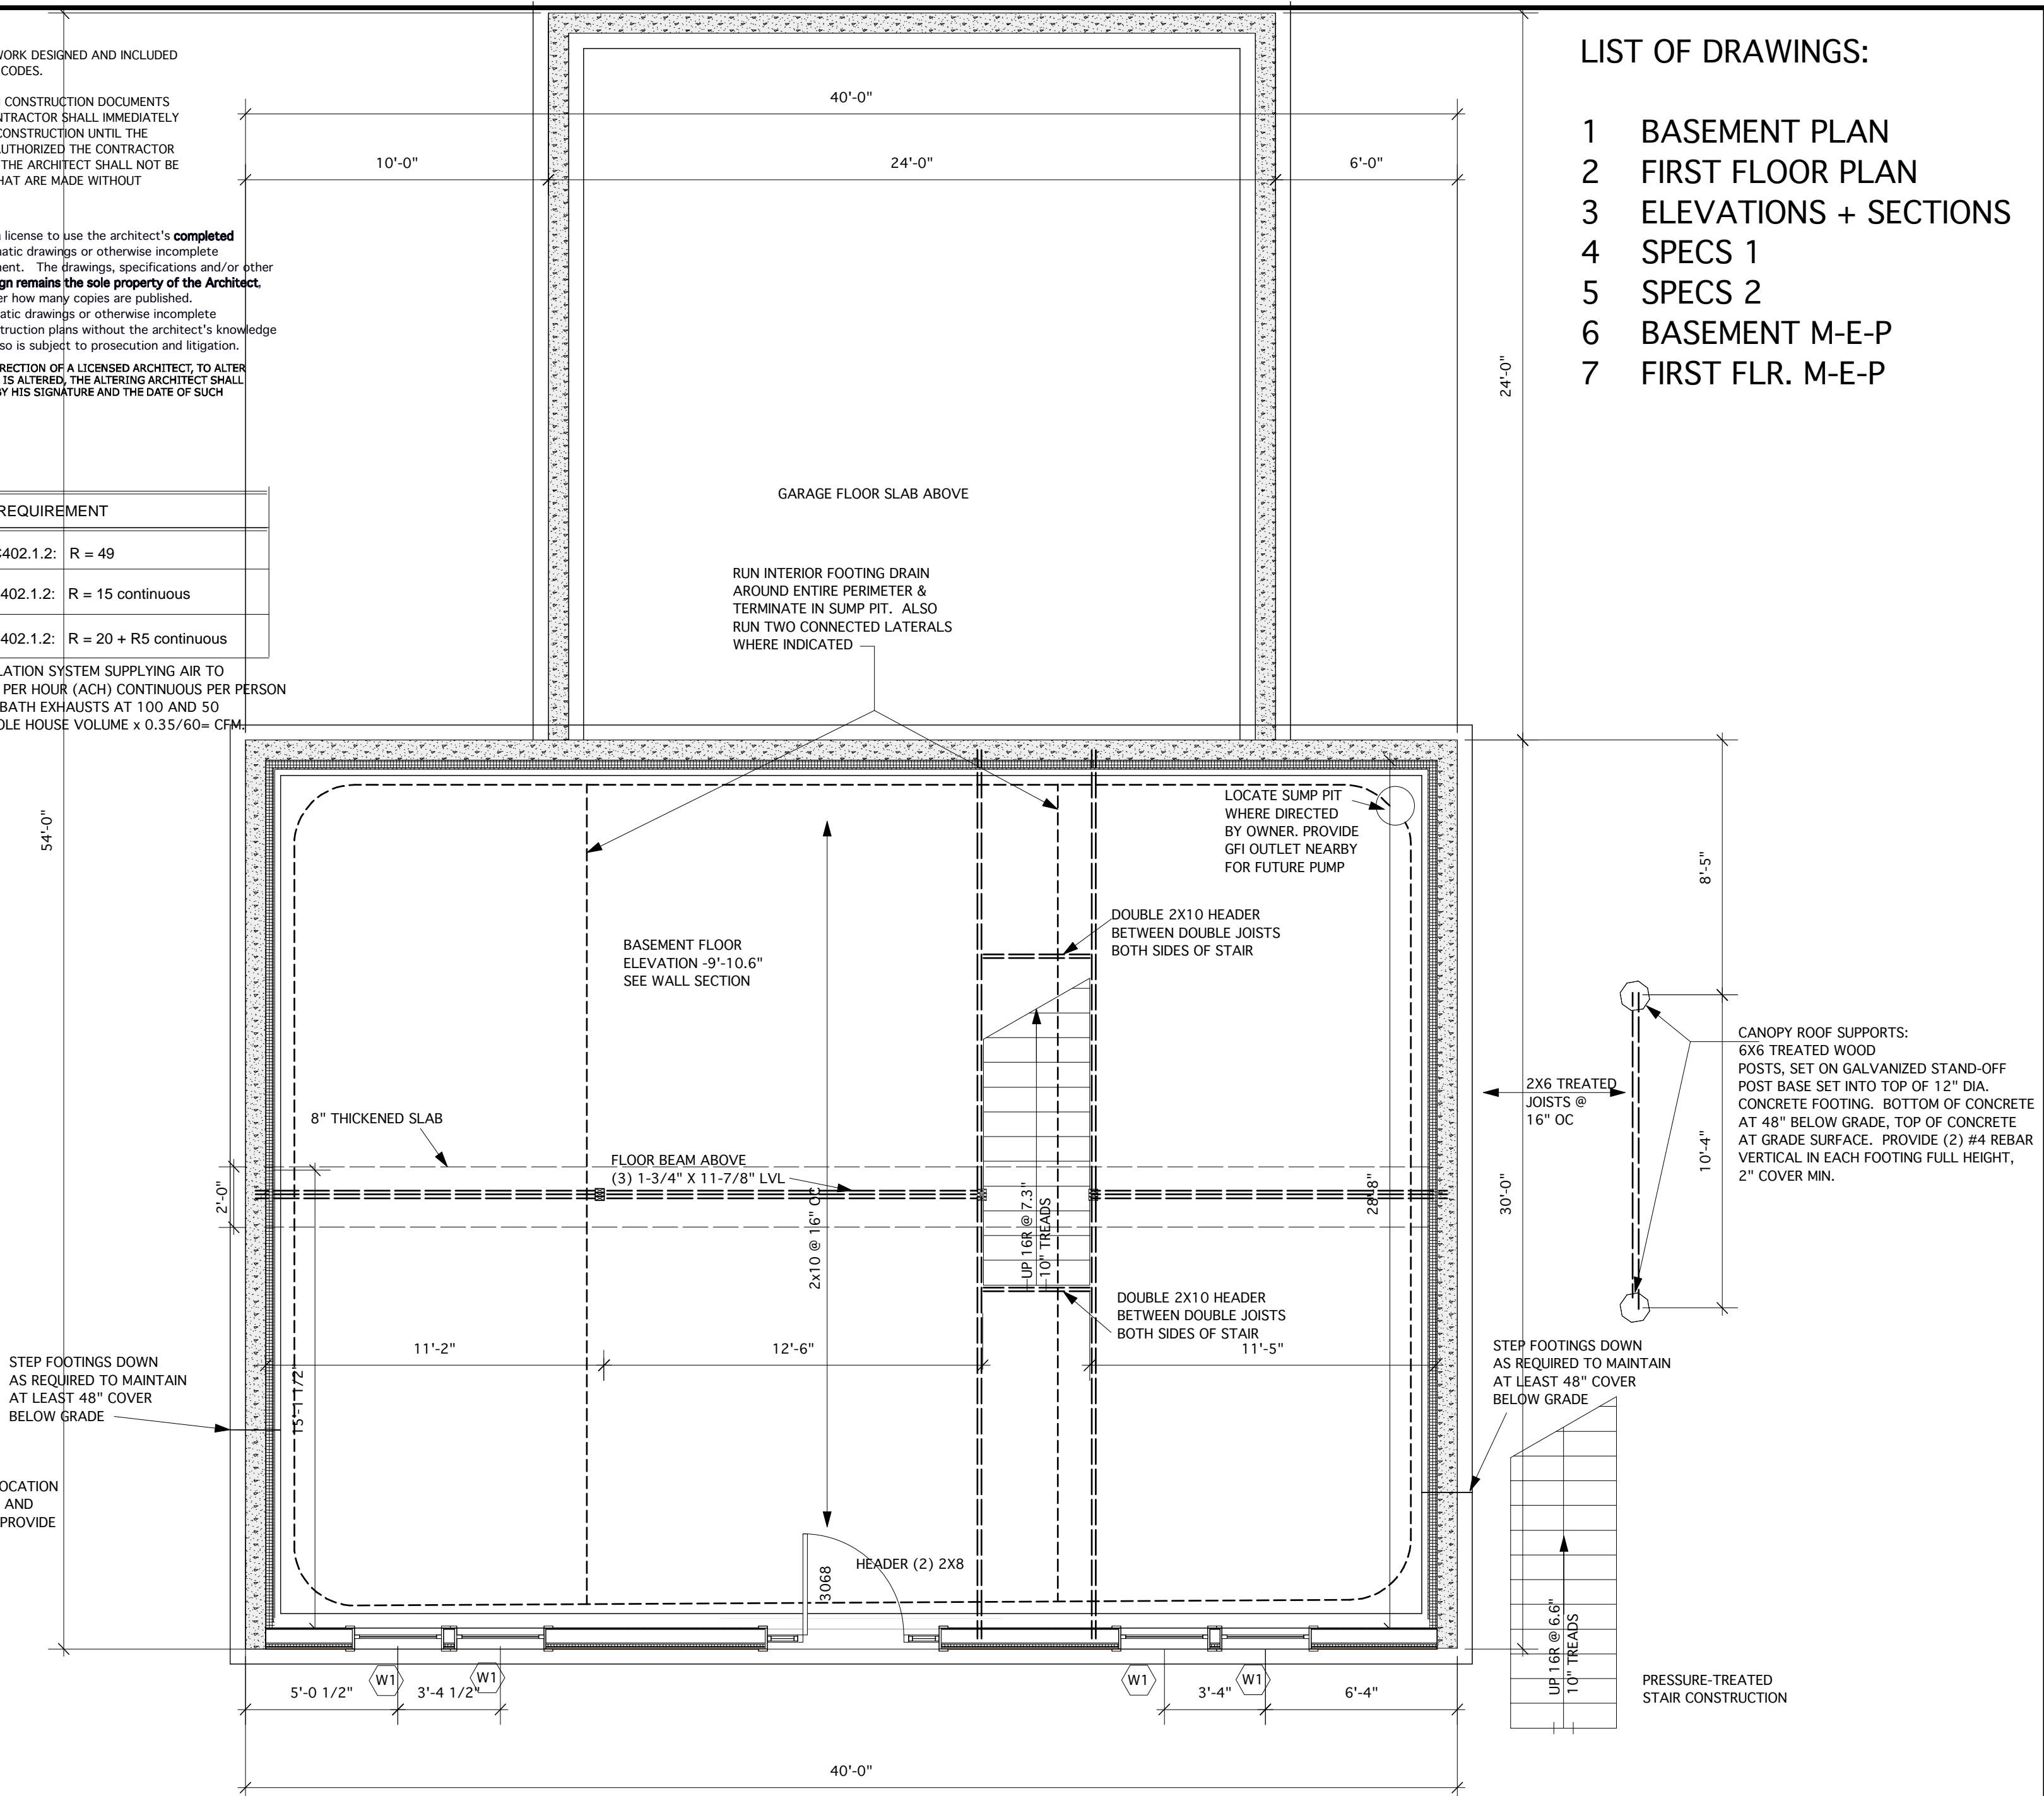 WORK DESIGNED AND INCLUDED
CODES.
CONSTRUCTION DOCUMENTS
CONTRACTOR SHALL IMMEDIATELY
CONSTRUCTION UNTIL THE
AUTHORIZED THE CONTRACTOR
THE ARCHITECT SHALL NOT BE
THAT ARE MADE WITHOUT
license to use the architect's completed
drawings or otherwise incomplete
The drawings, specifications and/or other
remains the sole property of the Architect,
how many copies are published.
drawings or otherwise incomplete
plans without the architect's knowledge
so is subject to prosecution and litigation.
DIRECTION OF A LICENSED ARCHITECT, TO ALTER
IS ALTERED, THE ALTERING ARCHITECT SHALL
BY HIS SIGNATURE AND THE DATE OF SUCH
REQUIREMENT
402.1.2: R = 49
402.1.2: R = 15 continuous
402.1.2: R = 20 + R5 continuous
SYSTEM SUPPLYING AIR TO
PER HOUR (ACH) CONTINUOUS PER PERSON
BATH EXHAUSTS AT 100 AND 50
HOUSE VOLUME x 0.35/60= CFM.
LIST OF DRAWINGS:
1 BASEMENT PLAN
2 FIRST FLOOR PLAN
3 ELEVATIONS + SECTIONS
4 SPECS 1
5 SPECS 2
6 BASEMENT M-E-P
7 FIRST FLR. M-E-P
40'-0"
10'-0"
24'-0"
6'-0"
24'-0"
54'-0"
GARAGE FLOOR SLAB ABOVE
RUN INTERIOR FOOTING DRAIN
AROUND ENTIRE PERIMETER &
TERMINATE IN SUMP PIT. ALSO
RUN TWO CONNECTED LATERALS
WHERE INDICATED
LOCATE SUMP PIT
WHERE DIRECTED
BY OWNER. PROVIDE
GFI OUTLET NEARBY
FOR FUTURE PUMP
8'-5"
DOUBLE 2X10 HEADER
BETWEEN DOUBLE JOISTS
BOTH SIDES OF STAIR
BASEMENT FLOOR
ELEVATION -9'-10.6"
SEE WALL SECTION
CANOPY ROOF SUPPORTS:
6X6 TREATED WOOD
POSTS, SET ON GALVANIZED STAND-OFF
POST BASE SET INTO TOP OF 12" DIA.
CONCRETE FOOTING. BOTTOM OF CONCRETE
AT 48" BELOW GRADE, TOP OF CONCRETE
AT GRADE SURFACE. PROVIDE (2) #4 REBAR
VERTICAL IN EACH FOOTING FULL HEIGHT,
2" COVER MIN.
2X6 TREATED
JOISTS @
16" OC
10'-4"
8" THICKENED SLAB
FLOOR BEAM ABOVE
(3) 1-3/4" X 11-7/8" LVL
2'-0"
2x10 @ 16" OC
UP 16R @ 7.3"
10" TREADS
28'-8"
30'-0"
DOUBLE 2X10 HEADER
BETWEEN DOUBLE JOISTS
BOTH SIDES OF STAIR
11'-2"
12'-6"
11'-5"
15'-1 1/2"
STEP FOOTINGS DOWN
AS REQUIRED TO MAINTAIN
AT LEAST 48" COVER
BELOW GRADE
STEP FOOTINGS DOWN
AS REQUIRED TO MAINTAIN
AT LEAST 48" COVER
BELOW GRADE
LOCATION
AND
PROVIDE
3068
HEADER (2) 2X8
UP 16R @ 6.6"
10" TREADS
PRESSURE-TREATED
STAIR CONSTRUCTION
W1
W1
W1
W1
5'-0 1/2"
3'-4 1/2"
3'-4"
6'-4"
40'-0"